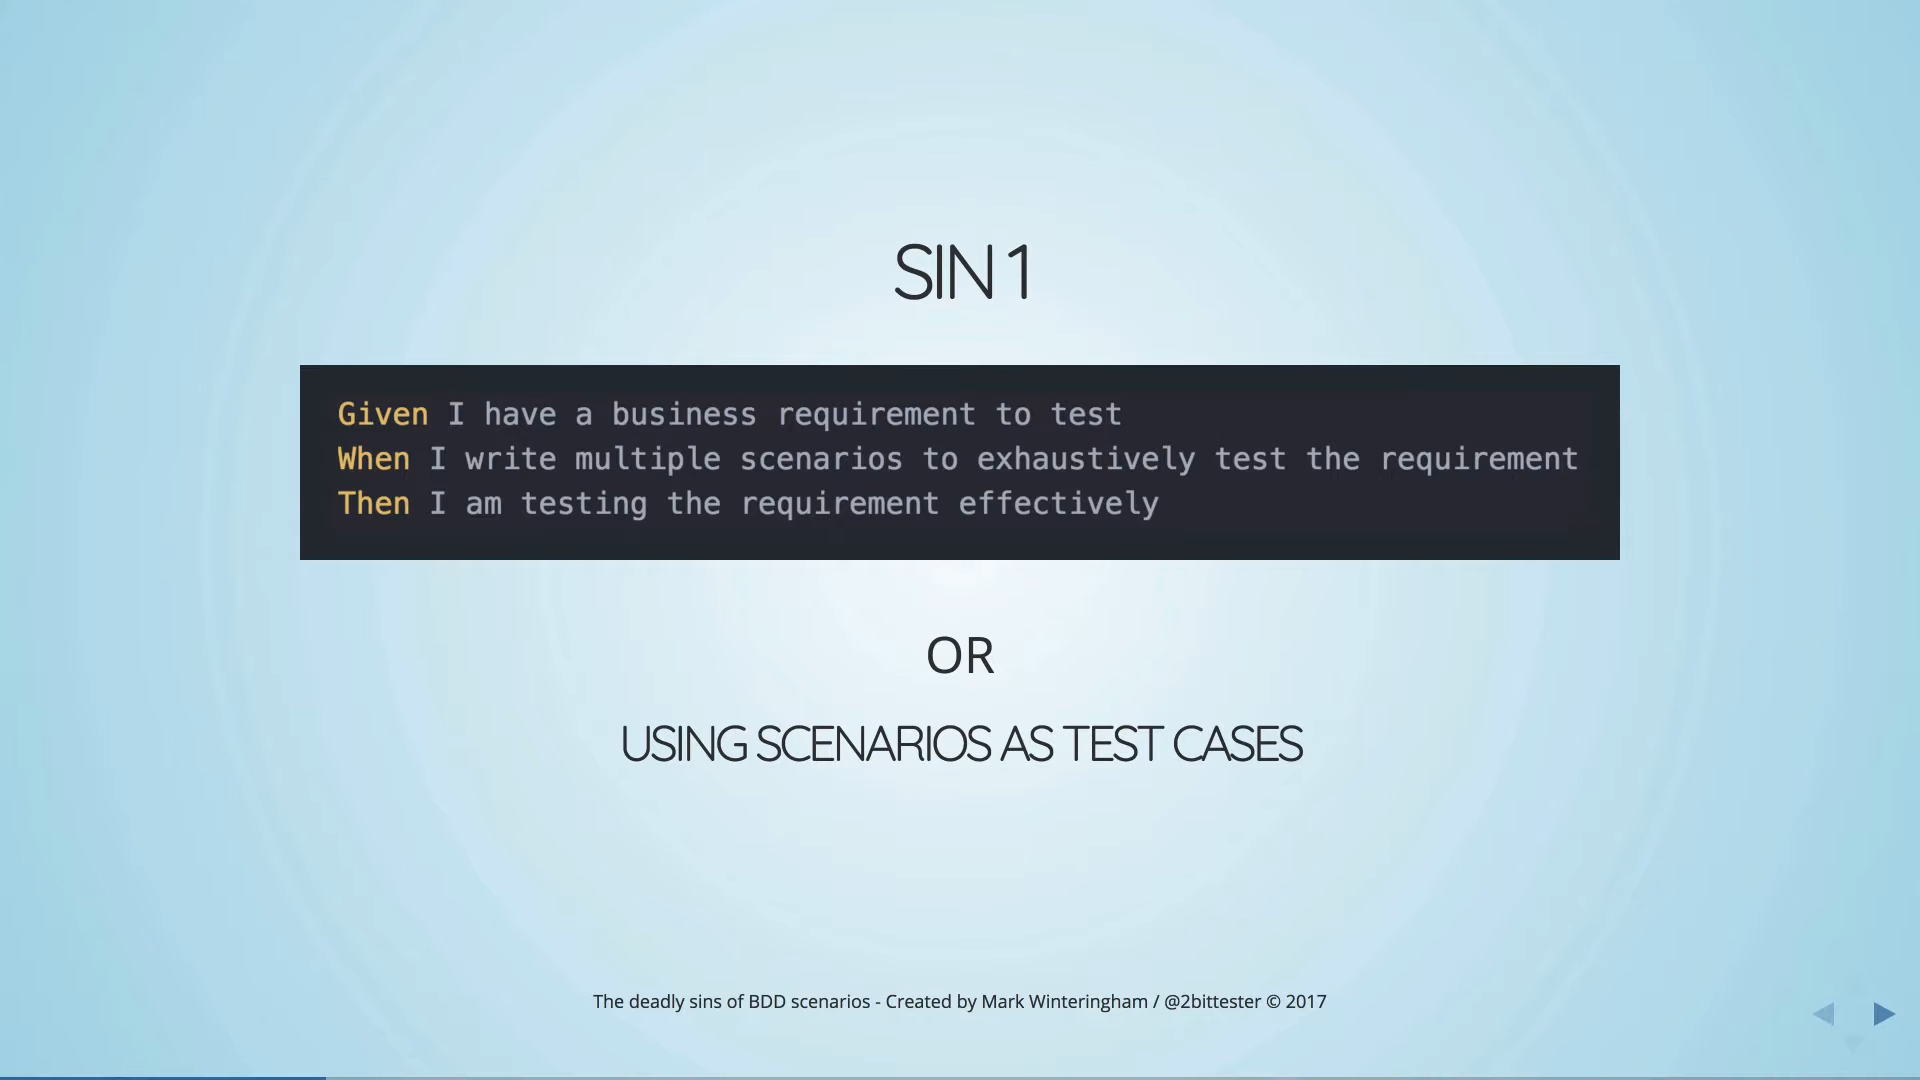 SIN 1
Given I have a business requirement to test
When I write multiple scenarios to exhaustively test the requirement
Then I am testing the requirement effectively
OR
USING SCENARIOS AS TEST CASES
The deadly sins of BDD scenarios - Created by Mark Winteringham / @2bittester © 2017